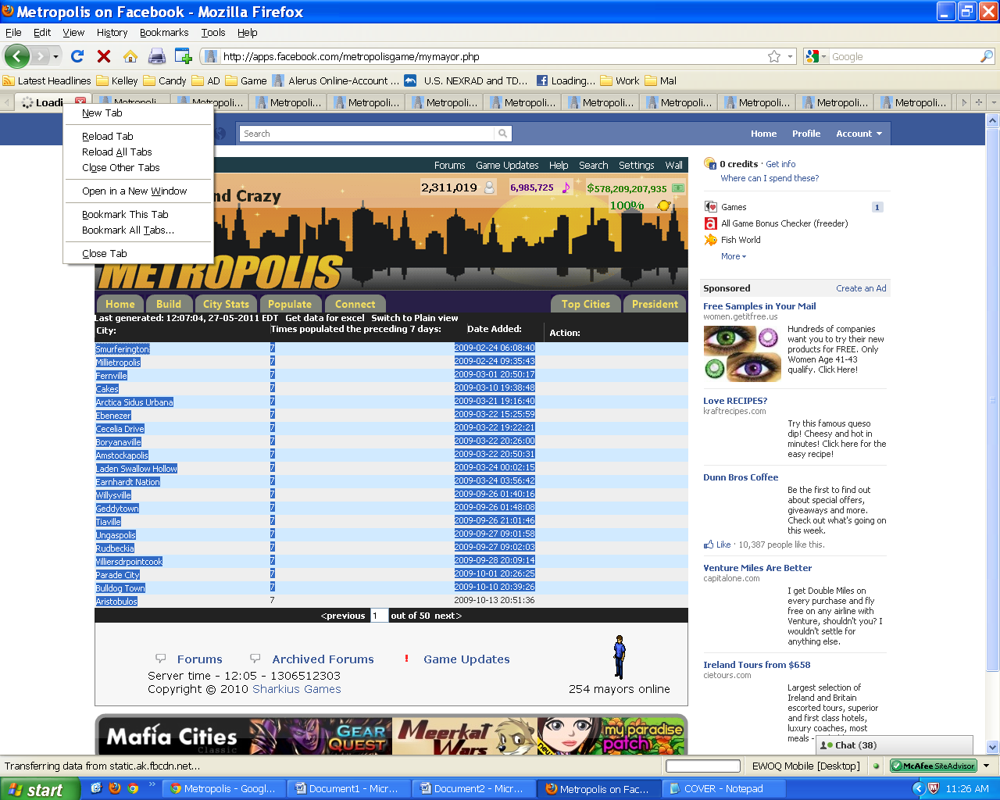 Metropolis on Facebook - Mozilla Firefox
File Edit View History Bookmarks Tools Help
http://apps.facebook.com/metropolisgame/mymayor.php Google
Latest Headlines Kelley Candy AD Game Alerus Online-Account ... U.S. NEXRAD and TD... Loading... Work Mal
Loadi Metropoli... Metropoli... Metropoli... Metropoli... Metropoli... Metropoli... Metropoli... Metropoli... Metropoli... Metropoli... Metropoli...
New Tab
Reload Tab
Reload All Tabs
Close Other Tabs
Open in a New Window
Bookmark This Tab
Bookmark All Tabs...
Close Tab
Search Home Profile Account
Forums Game Updates Help Search Settings Wall
nd Crazy
2,311,019 6,985,725 $578,209,207,935
100%
METROPOLIS
Home Build City Stats Populate Connect Top Cities President
Last generated: 12:07:04, 27-05-2011 EDT Get data for excel Switch to Plain view
City: Times populated the preceding 7 days: Date Added: Action:
Smurferington 7 2009-02-24 06:08:40
Millietropolis 7 2009-02-24 09:35:43
Fernville 7 2009-03-01 20:50:17
Cakes 7 2009-03-10 19:38:48
Arctica Sidus Urbana 7 2009-03-21 19:16:40
Ebenezer 7 2009-03-22 15:25:59
Cecelia Drive 7 2009-03-22 19:22:21
Boryanaville 7 2009-03-22 20:26:00
Amstockapolis 7 2009-03-22 20:50:31
Laden Swallow Hollow 7 2009-03-24 00:02:15
Earnhardt Nation 7 2009-03-24 03:56:42
Willysville 7 2009-09-26 01:40:16
Geddytown 7 2009-09-26 01:48:08
Tiaville 7 2009-09-26 21:01:46
Ungaspolis 7 2009-09-27 09:01:58
Rudbeckia 7 2009-09-27 09:02:03
Villiersdrpointcook 7 2009-09-28 20:09:14
Parade City 7 2009-10-01 20:26:25
Bulldog Town 7 2009-10-10 20:39:26
Aristobulos 7 2009-10-13 20:51:36
<previous 1 out of 50 next>
Forums Archived Forums ! Game Updates
Server time - 12:05 - 1306512303
Copyright © 2010 Sharkius Games
254 mayors online
Mafia Cities
Classic
GEAR QUEST
Meerkat Wars
my paradise patch
0 credits · Get info
Where can I spend these?
Games 1
All Game Bonus Checker (freeder)
Fish World
More
Sponsored Create an Ad
Free Samples in Your Mail
women.getitfree.us
Hundreds of companies
want you to try their new
products for FREE. Only
Women Age 41-43
qualify. Click Here!
Love RECIPES?
kraftrecipes.com
Try this famous queso
dip! Cheesy and hot in
minutes! Click here for the
easy recipe!
Dunn Bros Coffee
Be the first to find out
about special offers,
giveaways and more.
Check out what's going on
this week.
Like · 10,387 people like this.
Venture Miles Are Better
capitalone.com
I get Double Miles on
every purchase and fly
free on any airline with
Venture, shouldn't you? I
wouldn't settle for
anything else.
Ireland Tours from $658
cietours.com
Largest selection of
Ireland and Britain
escorted tours, superior
and first class hotels,
luxury coaches, most
meals -
Chat (38)
Transferring data from static.ak.fbcdn.net... EWOQ Mobile [Desktop] McAfee SiteAdvisor
start Metropolis - Googl... Document1 - Micr... Document2 - Micr... Metropolis on Fac... COVER - Notepad 11:26 AM